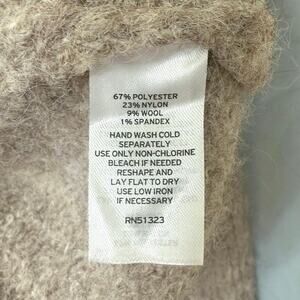 67% POLYESTER
23% NYLON
9% WOOL
1% SPANDEX
HAND WASH COLD
SEPARATELY
USE ONLY NON-CHLORINE
BLEACH IF NEEDED
RESHAPE AND
LAY FLAT TO DRY
USE LOW IRON
IF NECESSARY
RN51323